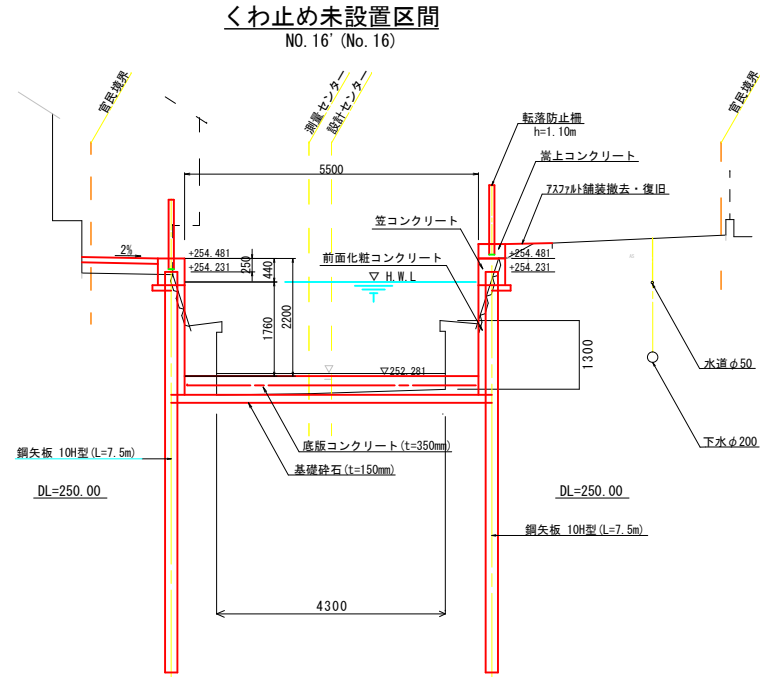 くわ止め未設置区間
NO.16' (No.16)
官民境界
測量センター
設計センター
官民境界
転落防止柵
h=1.10m
嵩上コンクリート
5500
ｱｽﾌｧﾙﾄ舗装撤去・復旧
笠コンクリート
2%
+254.481
250
440
前面化粧コンクリート
+254.481
+254.231
+254.231
▽ H.W.L
1760
2200
1300
▽252.281
水道φ50
底版コンクリート(t=350mm)
下水φ200
鋼矢板 10H型(L=7.5m)
基礎砕石(t=150mm)
DL=250.00
DL=250.00
鋼矢板 10H型(L=7.5m)
4300